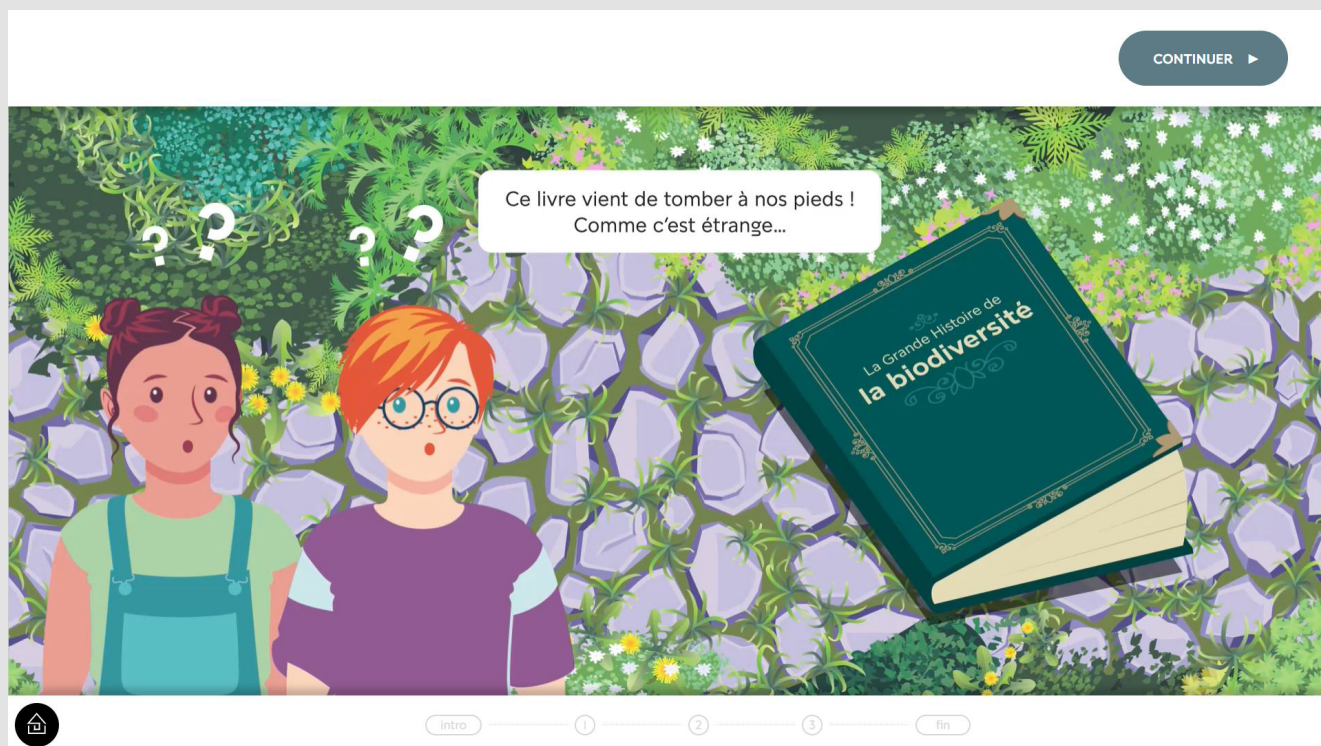 CONTINUER
Ce livre vient de tomber à nos pieds !
Comme c'est étrange...
? ? ? ?
La Grande Histoire de
la biodiversité
intro 1 2 3 fin